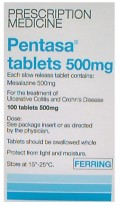 PRESCRIPTION
MEDICINE
Pentasa®
tablets 500mg
Each slow release tablet contains:
Mesalazine 500mg
For the treatment of
Ulcerative Colitis and Crohn's Disease
100 tablets 500mg
Dose:
See package insert or as directed
by the physician.
Tablets should be swallowed whole
Protect from light and moisture.
Store at 15°-25°C.
FERRING